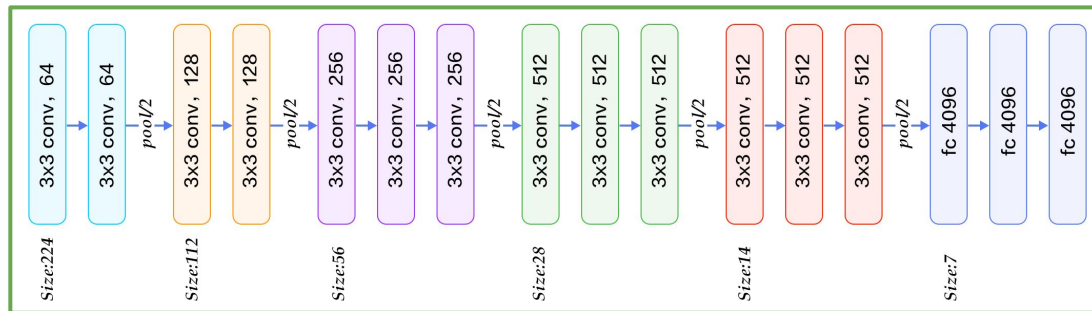 3x3 conv, 64
3x3 conv, 64
pool/2
3x3 conv, 128
3x3 conv, 128
pool/2
3x3 conv, 256
3x3 conv, 256
3x3 conv, 256
pool/2
3x3 conv, 512
3x3 conv, 512
3x3 conv, 512
pool/2
3x3 conv, 512
3x3 conv, 512
3x3 conv, 512
pool/2
fc 4096
fc 4096
fc 4096
Size:224
Size:112
Size:56
Size:28
Size:14
Size:7